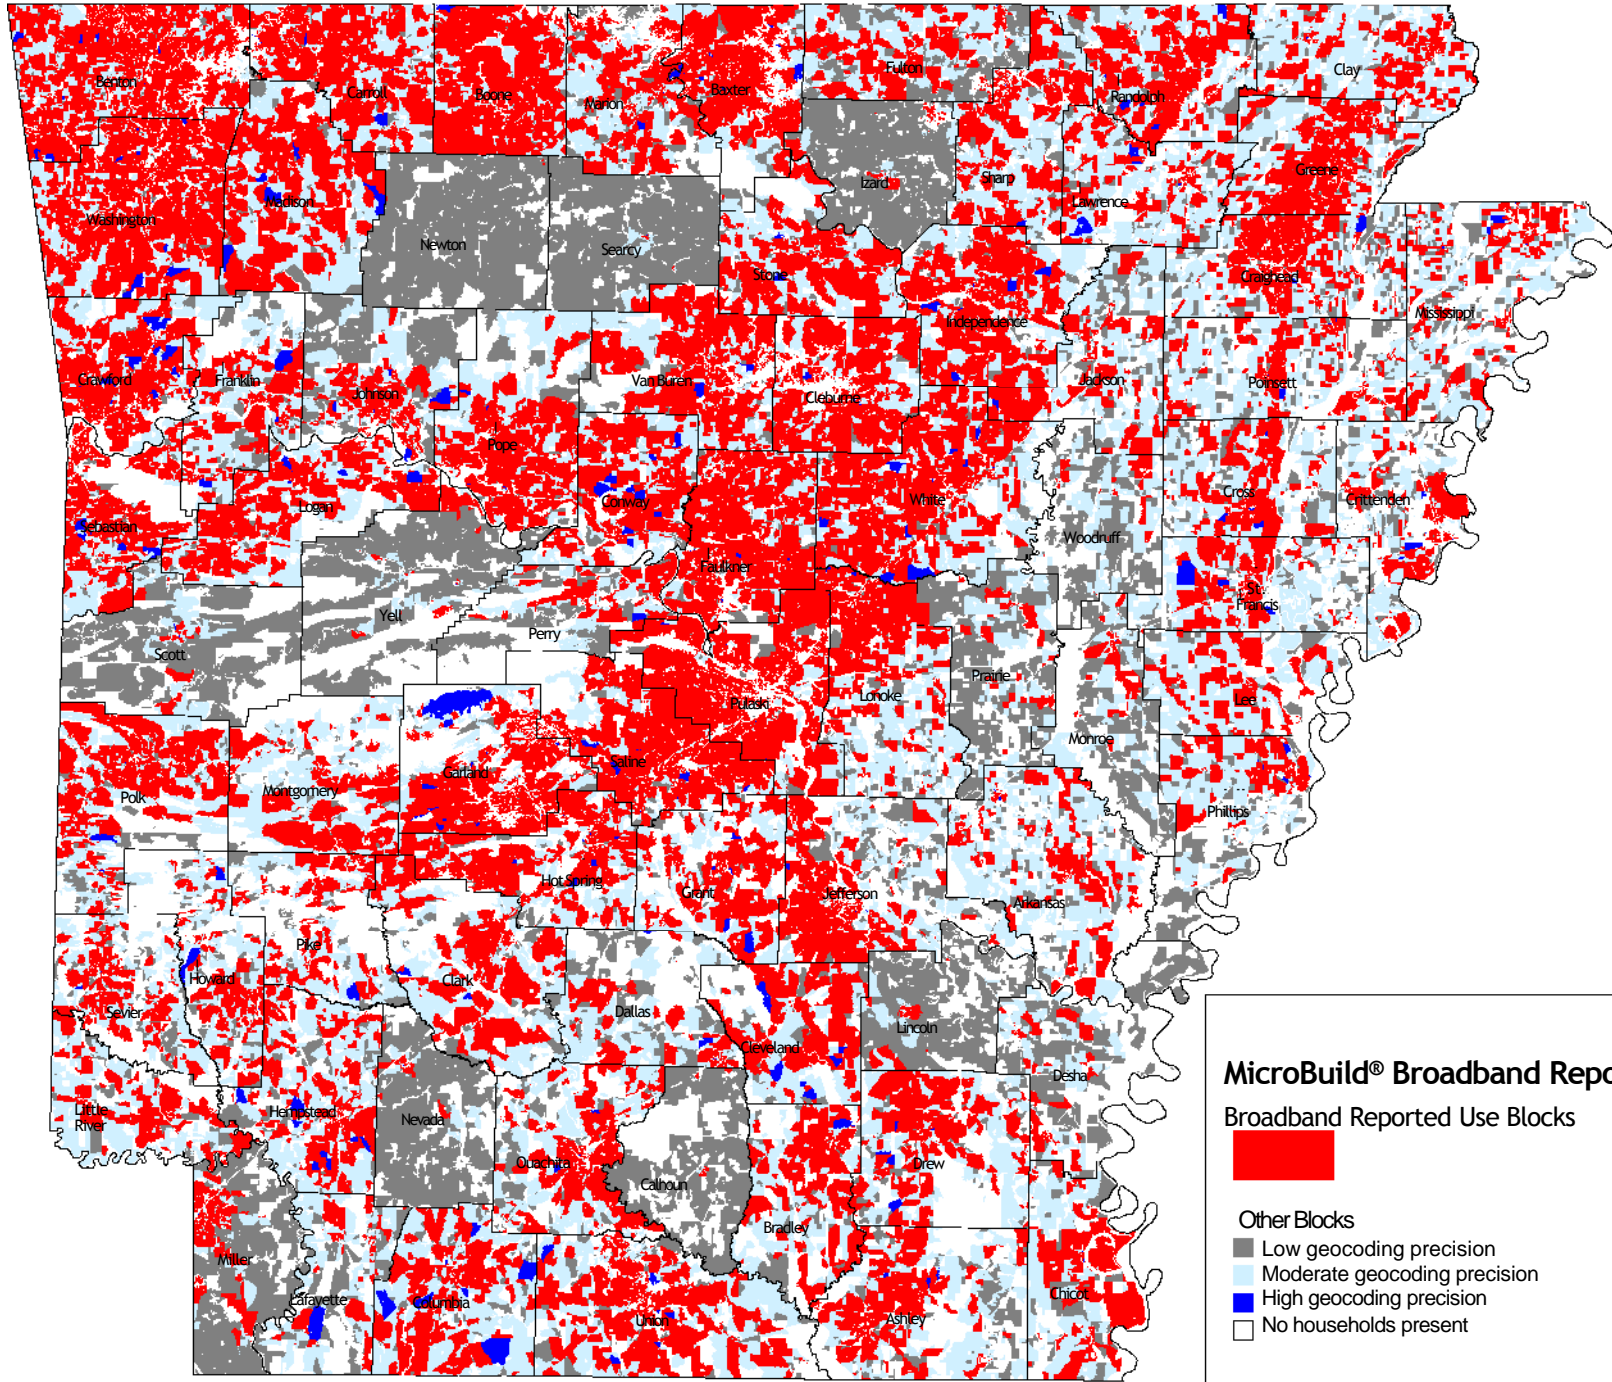 Benton
Carroll
Boone
Marion
Baxter
Fulton
Randolph
Clay
Washington
Madison
Newton
Searcy
Izard
Sharp
Lawrence
Greene
Stone
Independence
Craighead
Mississippi
Crawford
Franklin
Johnson
Van Buren
Cleburne
Jackson
Poinsett
Pope
Sebastian
Logan
Conway
White
Cross
Crittenden
Faulkner
Woodruff
St.
Francis
Yell
Perry
Scott
Pulaski
Lonoke
Prairie
Lee
Monroe
Polk
Montgomery
Garland
Saline
Phillips
Hot Spring
Grant
Jefferson
Arkansas
Pike
Howard
Clark
Sevier
Dallas
Cleveland
Lincoln
Desha
Little
River
Hempstead
Nevada
Ouachita
Calhoun
Drew
Bradley
Miller
Lafayette
Columbia
Union
Ashley
Chicot
MicroBuild® Broadband Repo
Broadband Reported Use Blocks
Other Blocks
Low geocoding precision
Moderate geocoding precision
High geocoding precision
No households present